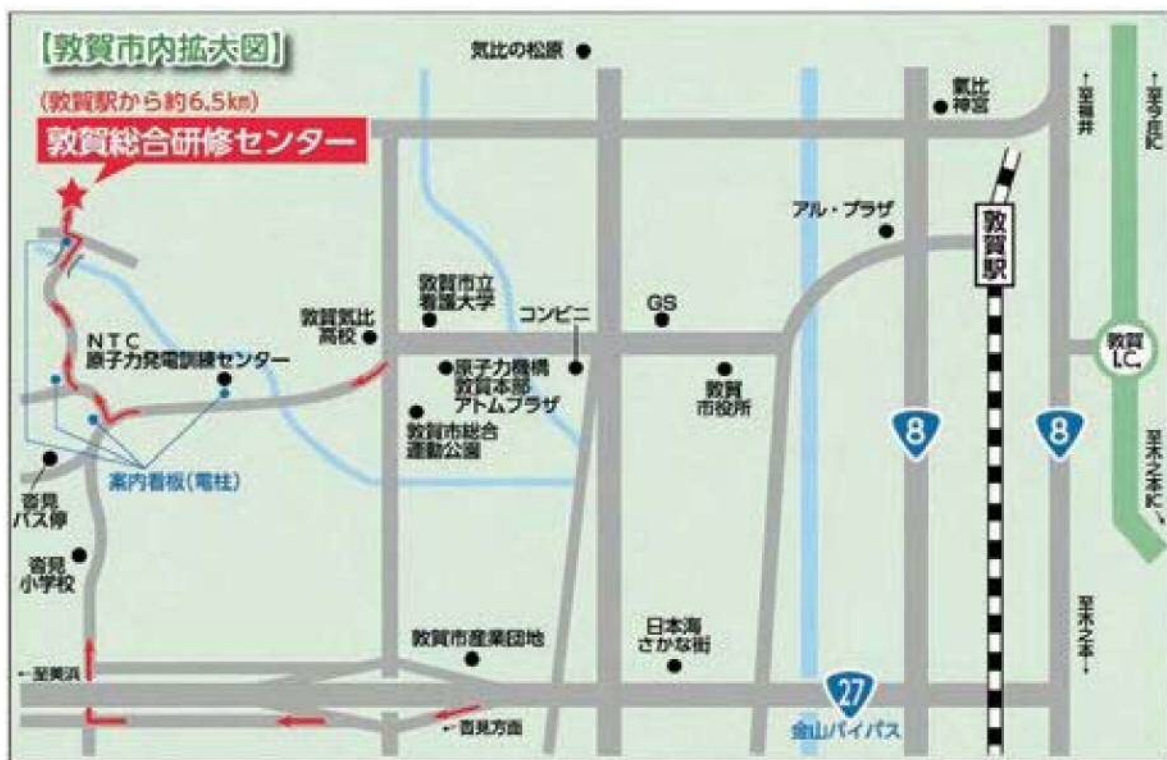 【敦賀市内拡大図】
(敦賀駅から約6.5km)
敦賀総合研修センター
気比の松原
氣比
神宮
←至福井
←至今庄IC
アル・プラザ
敦賀駅
敦賀市立
看護大学
コンビニ
GS
敦賀気比
高校
NTC
原子力発電訓練センター
原子力機構
敦賀本部
アトムプラザ
敦賀
市役所
敦賀
I.C.
敦賀市総合
運動公園
8
8
案内看板(電柱)
沓見
バス停
沓見
小学校
至木之本IC→
至木之本→
敦賀市産業団地
日本海
さかな街
←至美浜
27
←沓見方面
金山バイパス